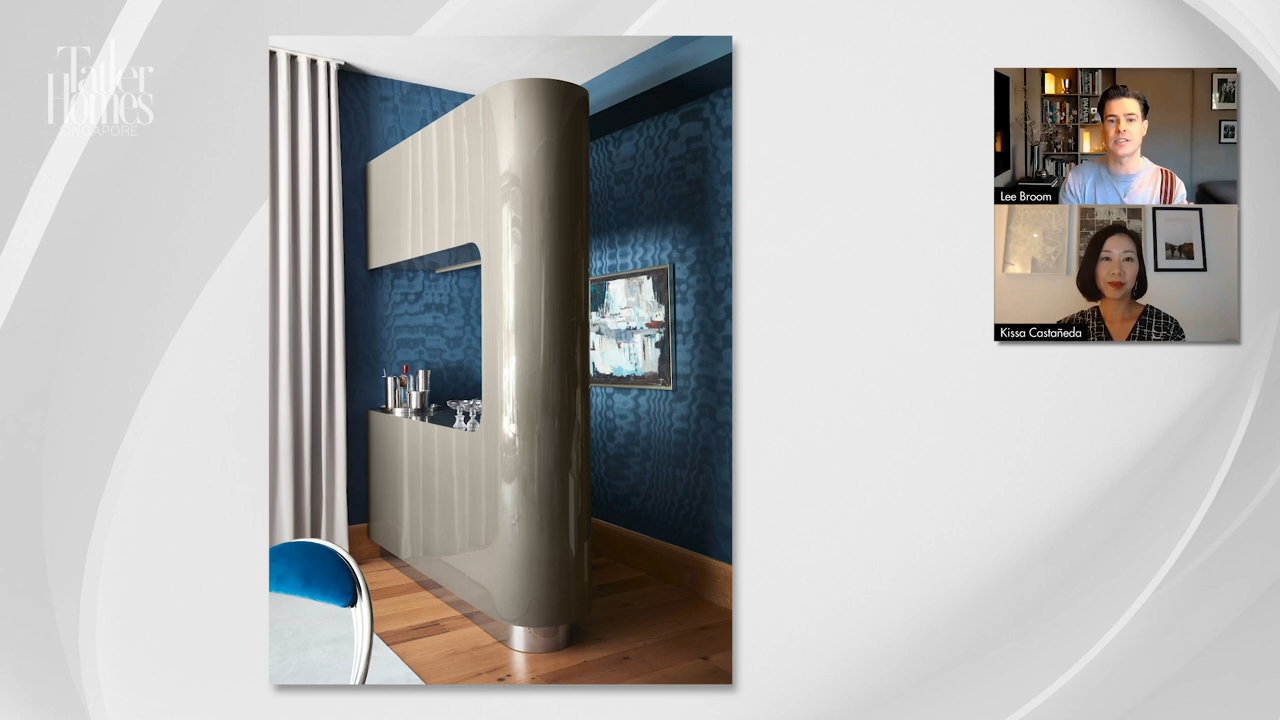 Tatler
Homes
SINGAPORE
Lee Broom
Kissa Castañeda